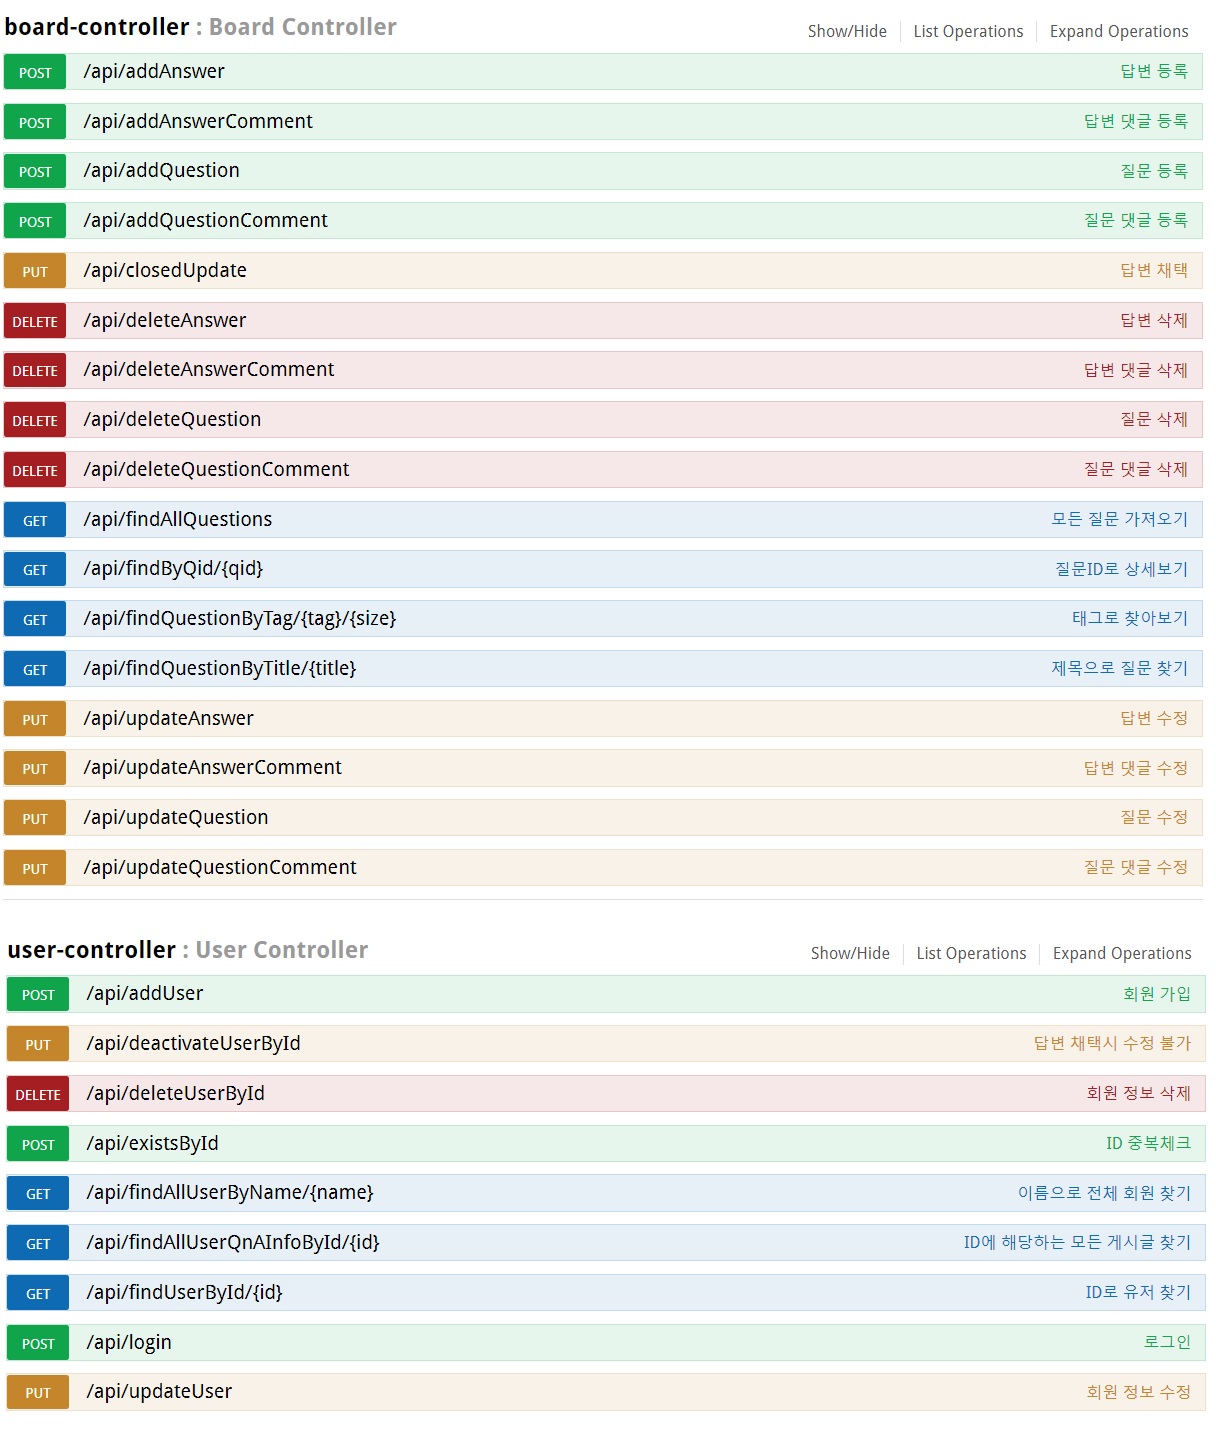 board-controller : Board Controller Show/Hide List Operations Expand Operations
POST /api/addAnswer 답변 등록
POST /api/addAnswerComment 답변 댓글 등록
POST /api/addQuestion 질문 등록
POST /api/addQuestionComment 질문 댓글 등록
PUT /api/closedUpdate 답변 채택
DELETE /api/deleteAnswer 답변 삭제
DELETE /api/deleteAnswerComment 답변 댓글 삭제
DELETE /api/deleteQuestion 질문 삭제
DELETE /api/deleteQuestionComment 질문 댓글 삭제
GET /api/findAllQuestions 모든 질문 가져오기
GET /api/findByQid/{qid} 질문ID로 상세보기
GET /api/findQuestionByTag/{tag}/{size} 태그로 찾아보기
GET /api/findQuestionByTitle/{title} 제목으로 질문 찾기
PUT /api/updateAnswer 답변 수정
PUT /api/updateAnswerComment 답변 댓글 수정
PUT /api/updateQuestion 질문 수정
PUT /api/updateQuestionComment 질문 댓글 수정
user-controller : User Controller Show/Hide List Operations Expand Operations
POST /api/addUser 회원 가입
PUT /api/deactivateUserById 답변 채택시 수정 불가
DELETE /api/deleteUserById 회원 정보 삭제
POST /api/existsById ID 중복체크
GET /api/findAllUserByName/{name} 이름으로 전체 회원 찾기
GET /api/findAllUserQnAInfoById/{id} ID에 해당하는 모든 게시글 찾기
GET /api/findUserById/{id} ID로 유저 찾기
POST /api/login 로그인
PUT /api/updateUser 회원 정보 수정